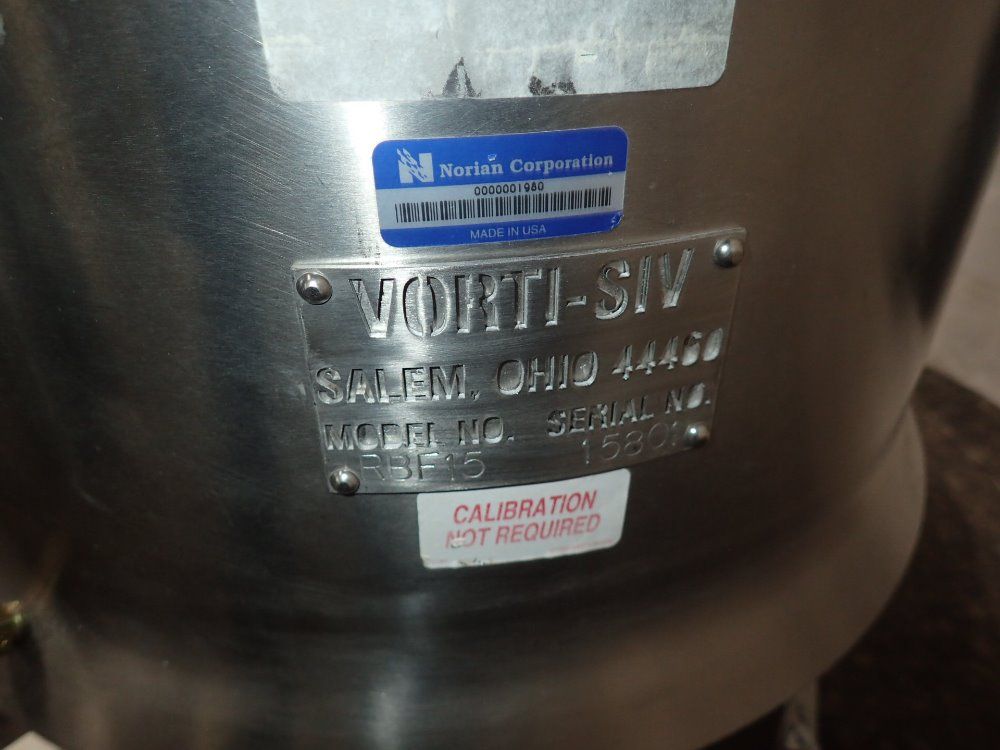 N Norian Corporation
0000001980
MADE IN USA
VORTI-SIV
SALEM, OHIO 44460
MODEL NO. SERIAL NO.
RBF15
CALIBRATION
NOT REQUIRED